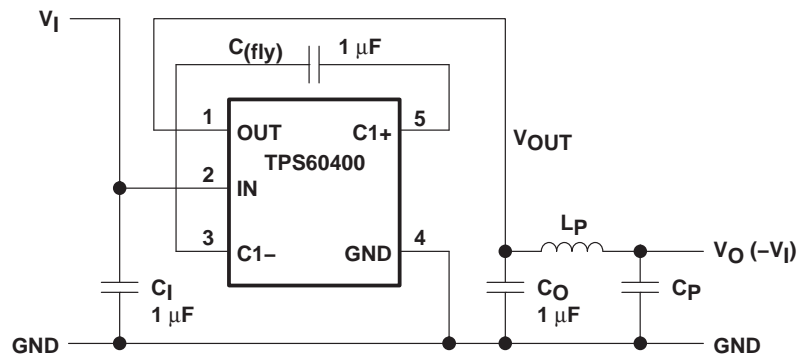 VI
C(fly) 1 μF
1 5
OUT C1+
TPS60400
VOUT
2
IN
LP
3 4
C1− GND
VO (−VI)
CI
1 μF
CO
1 μF
CP
GND GND